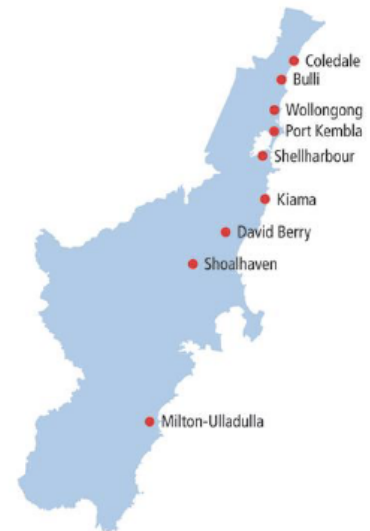 Coledale
Bulli
Wollongong
Port Kembla
Shellharbour
Kiama
David Berry
Shoalhaven
Milton-Ulladulla